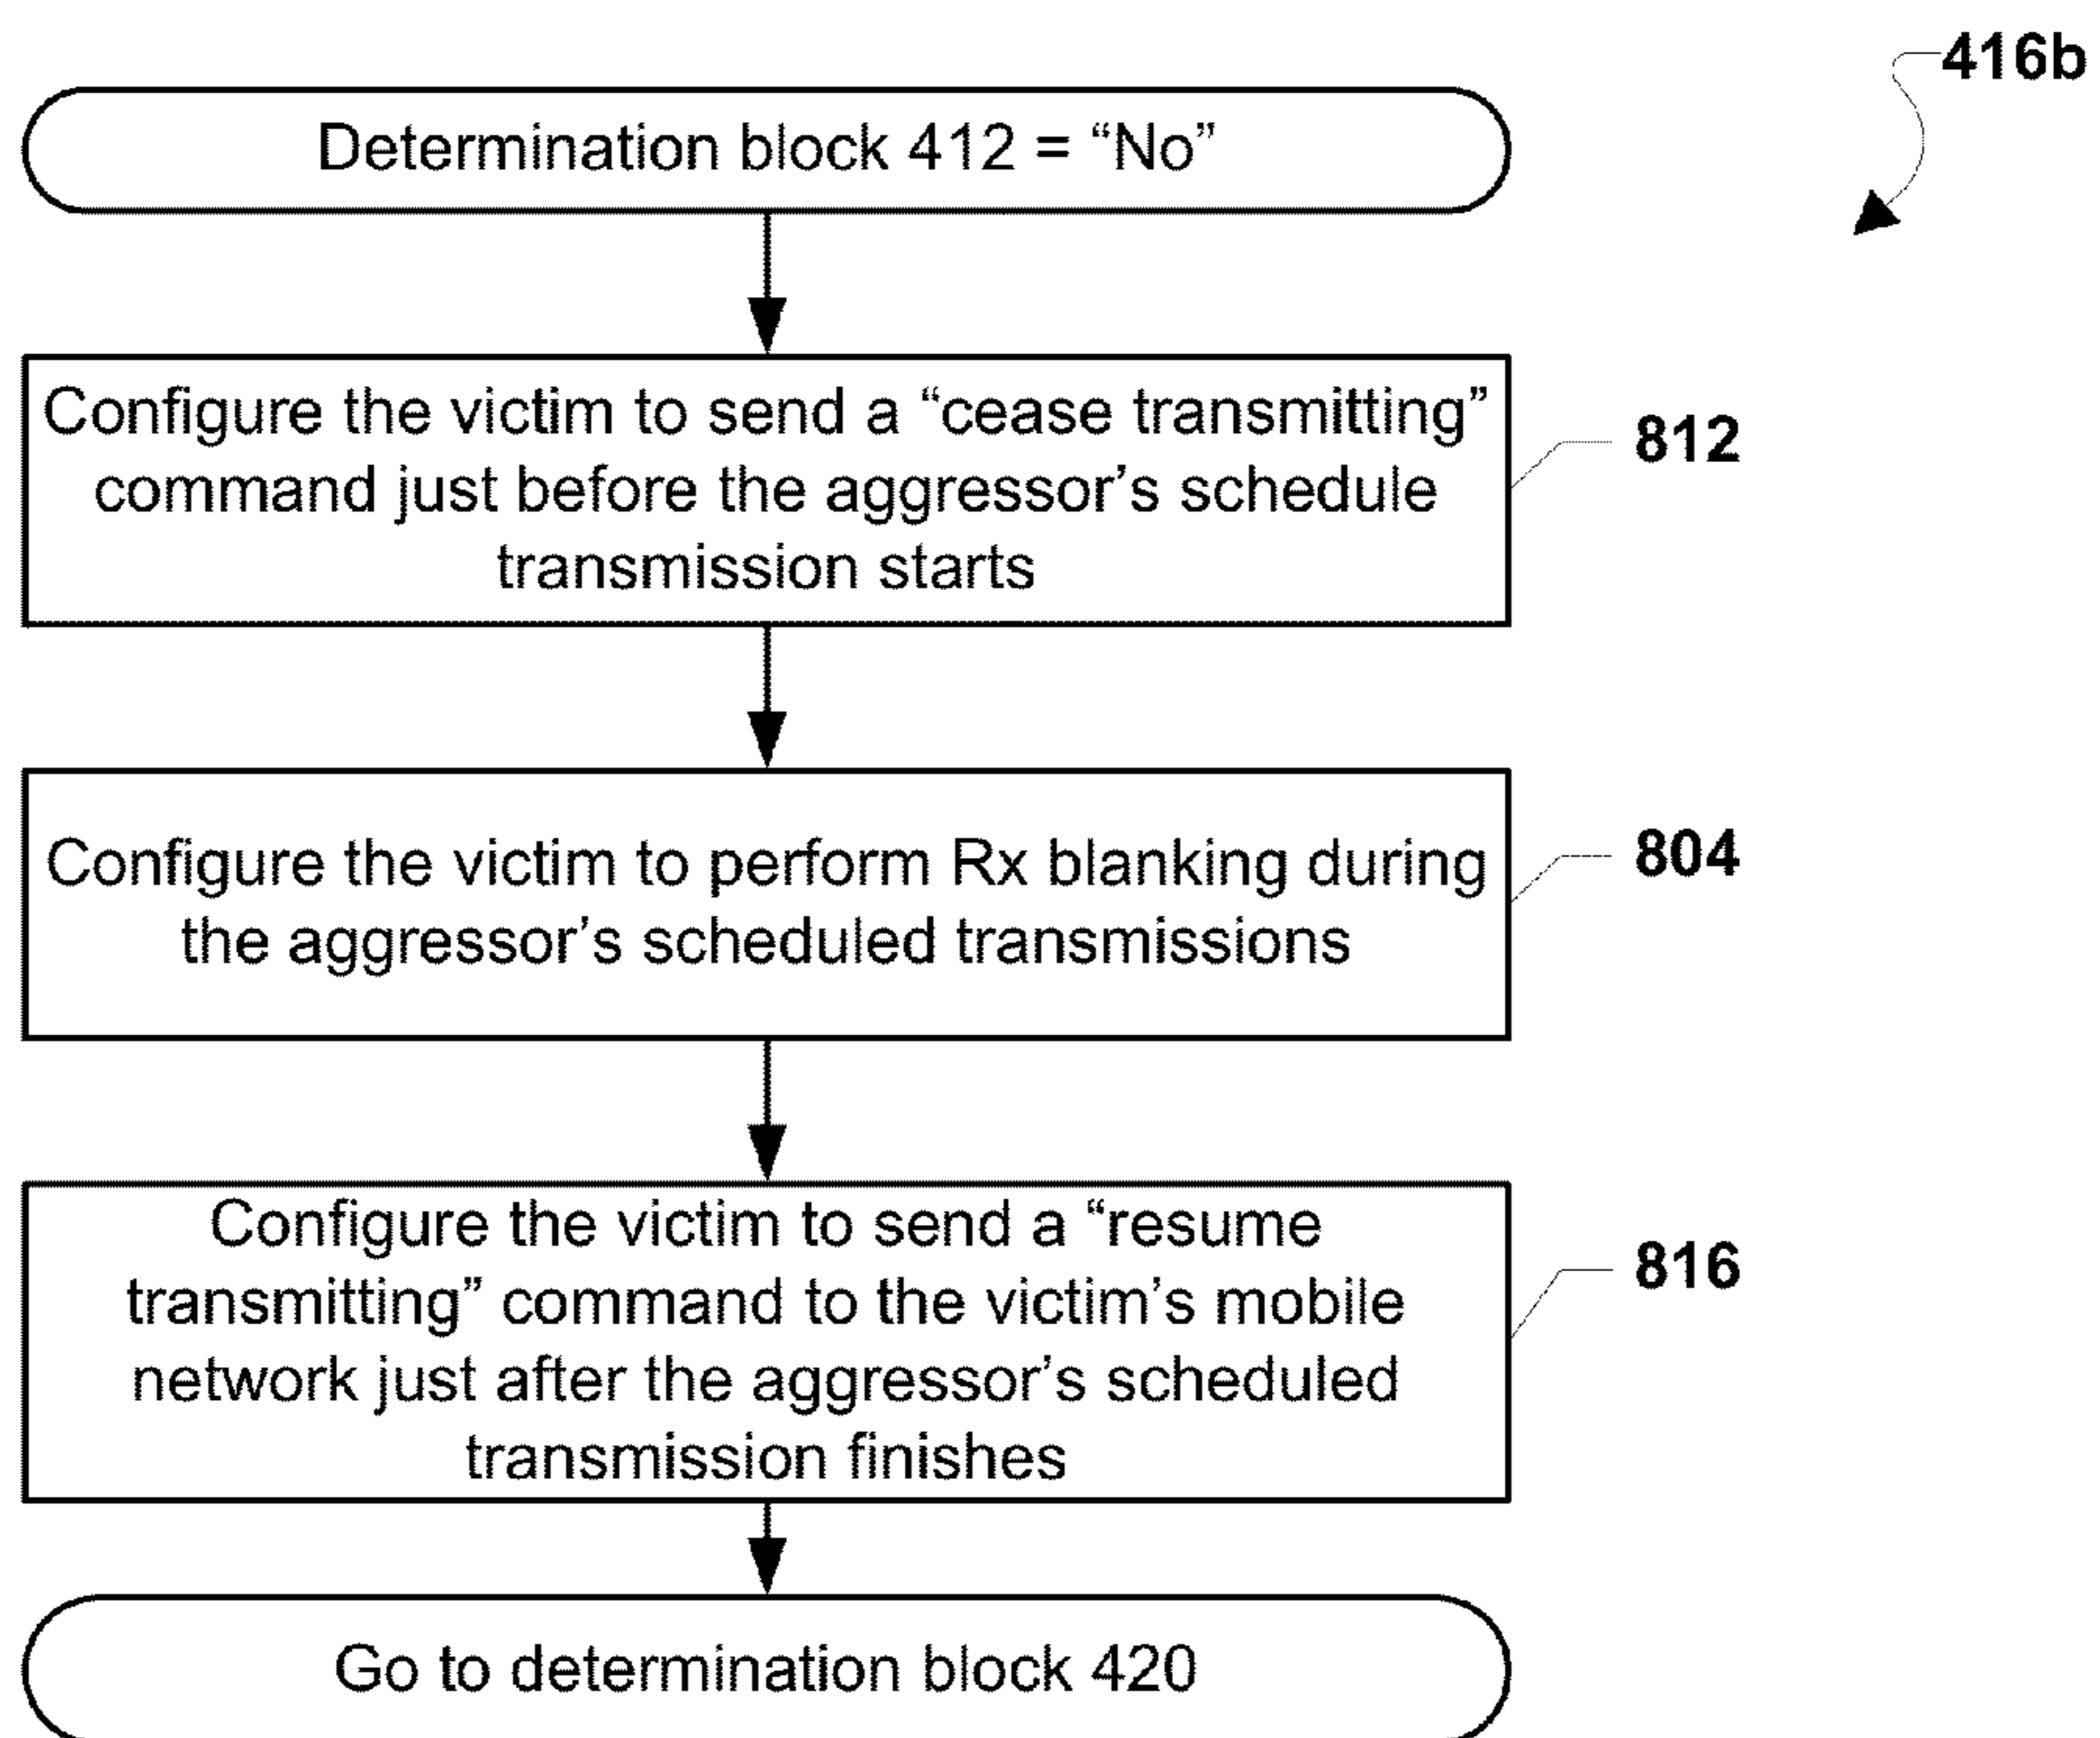 416b
Determination block 412 = “No”
Configure the victim to send a “cease transmitting”
command just before the aggressor’s schedule
transmission starts
812
Configure the victim to perform Rx blanking during
the aggressor’s scheduled transmissions
804
Configure the victim to send a “resume
transmitting” command to the victim’s mobile
network just after the aggressor’s scheduled
transmission finishes
816
Go to determination block 420